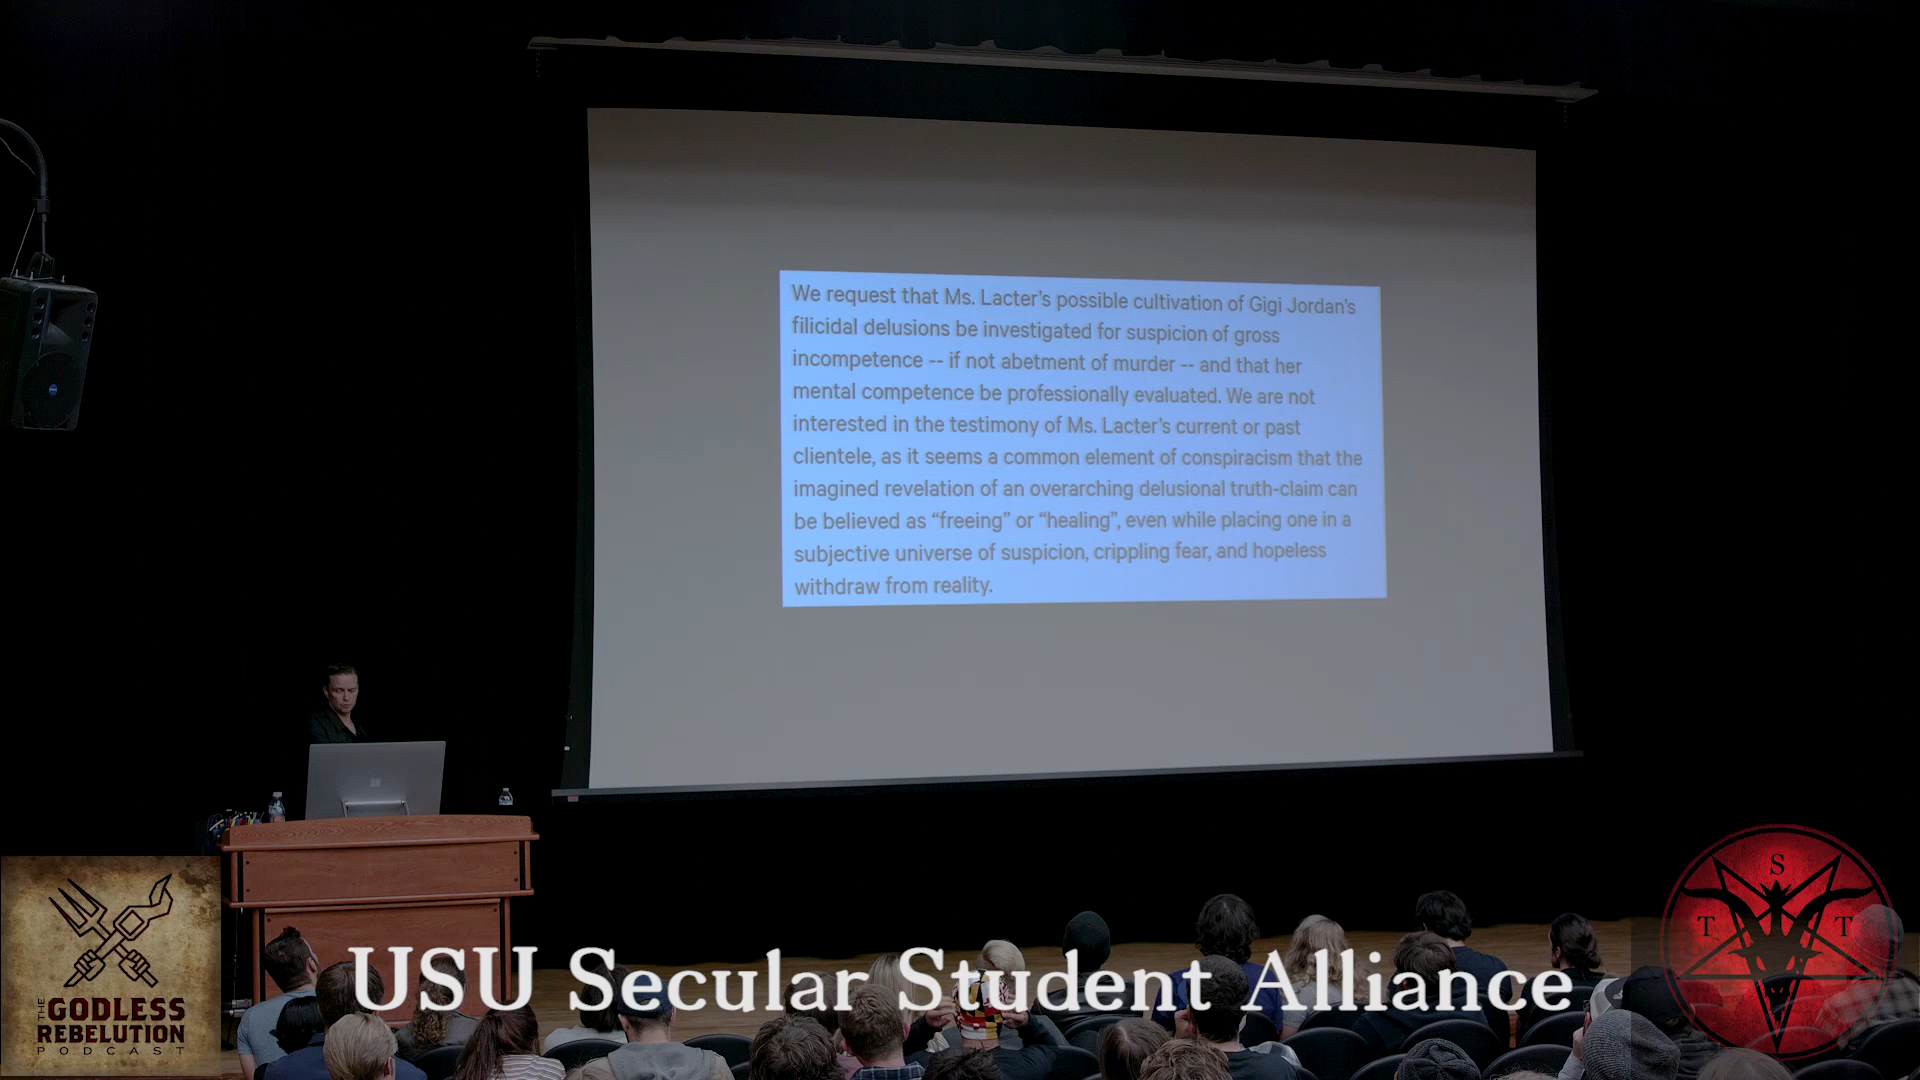 We request that Ms. Lacter's possible cultivation of Gigi Jordan's
filicidal delusions be investigated for suspicion of gross
incompetence -- if not abetment of murder -- and that her
mental competence be professionally evaluated. We are not
interested in the testimony of Ms. Lacter's current or past
clientele, as it seems a common element of conspiracism that the
imagined revelation of an overarching delusional truth-claim can
be believed as “freeing” or “healing”, even while placing one in a
subjective universe of suspicion, crippling fear, and hopeless
withdraw from reality.
THE
GODLESS
REBELUTION
PODCAST
USU Secular Student Alliance
S
T T